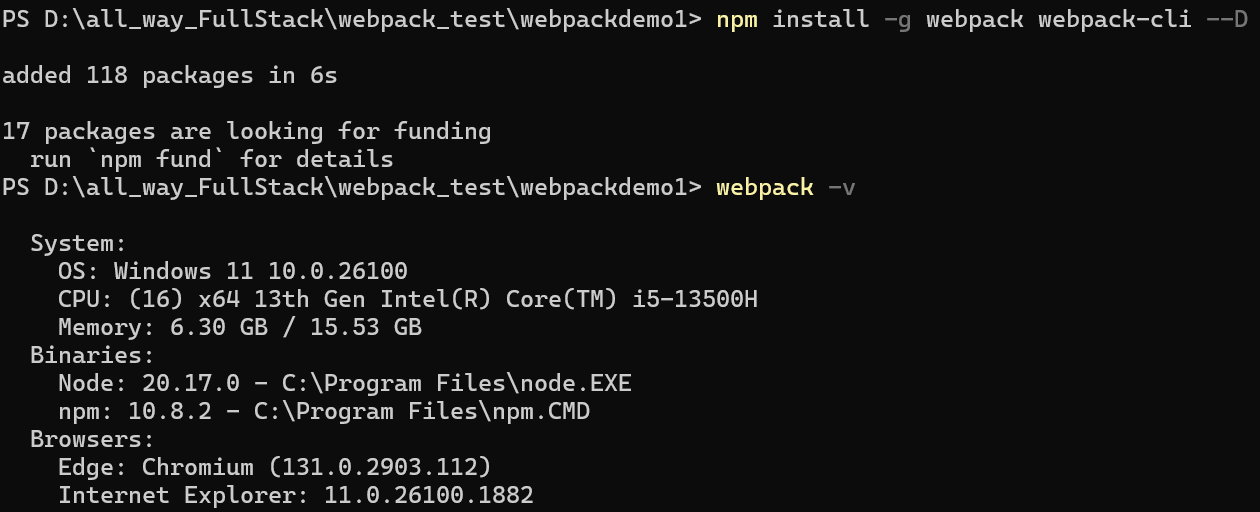 PS D:\all_way_FullStack\webpack_test\webpackdemo1> npm install -g webpack webpack-cli --D
added 118 packages in 6s
17 packages are looking for funding
run `npm fund` for details
PS D:\all_way_FullStack\webpack_test\webpackdemo1> webpack -v
System:
OS: Windows 11 10.0.26100
CPU: (16) x64 13th Gen Intel(R) Core(TM) i5-13500H
Memory: 6.30 GB / 15.53 GB
Binaries:
Node: 20.17.0 - C:\Program Files\node.EXE
npm: 10.8.2 - C:\Program Files\npm.CMD
Browsers:
Edge: Chromium (131.0.2903.112)
Internet Explorer: 11.0.26100.1882